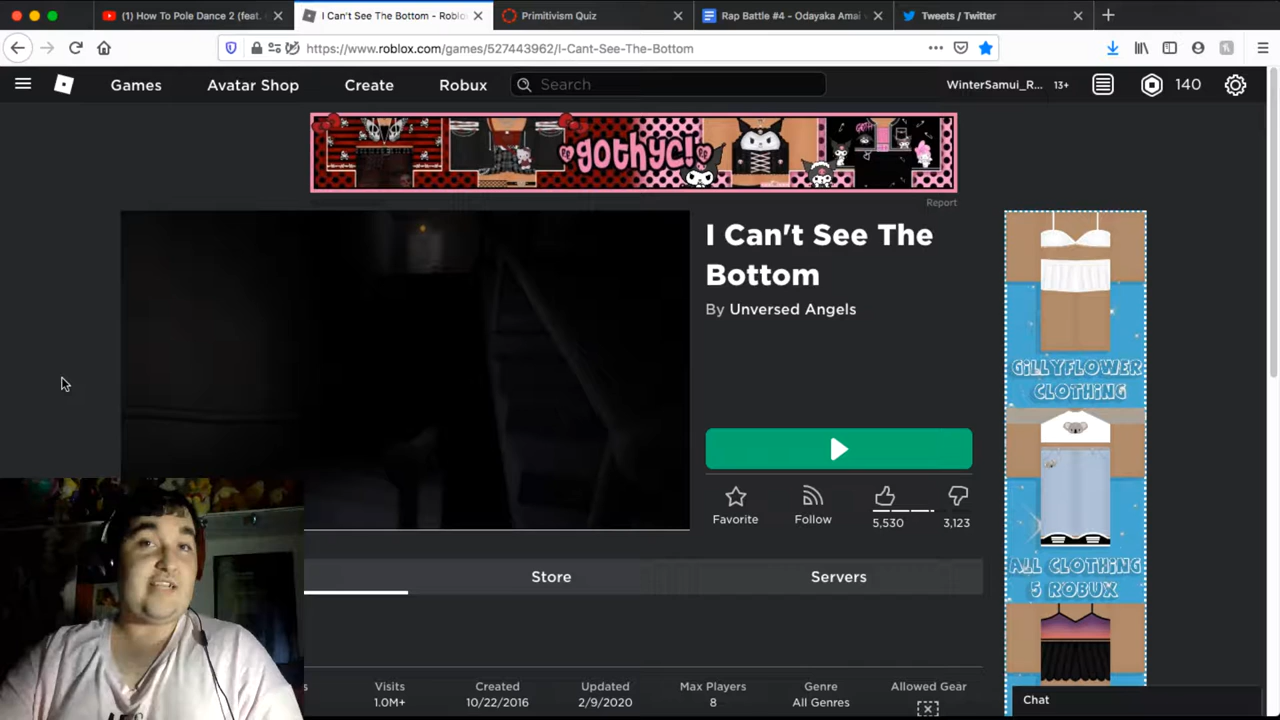 (1) How To Pole Dance 2 (feat.
I Can't See The Bottom - Roblo
Primitivism Quiz
Rap Battle #4 - Odayaka Amai
Tweets / Twitter
https://www.roblox.com/games/527443962/I-Cant-See-The-Bottom
Games
Avatar Shop
Create
Robux
Search
WinterSamui_R... 13+
140
gothyc!
Report
I Can't See The
Bottom
By Unversed Angels
Favorite
Follow
5,530
3,123
GILLYFLOWER
CLOTHING
ALL CLOTHING
5 ROBUX
Store
Servers
Visits
1.0M+
Created
10/22/2016
Updated
2/9/2020
Max Players
8
Genre
All Genres
Allowed Gear
Chat